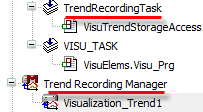 TrendRecordingTask
VisuTrendStorageAccess
VISU_TASK
VisuElems.Visu_Prg
Trend Recording Manager
Visualization_Trend1